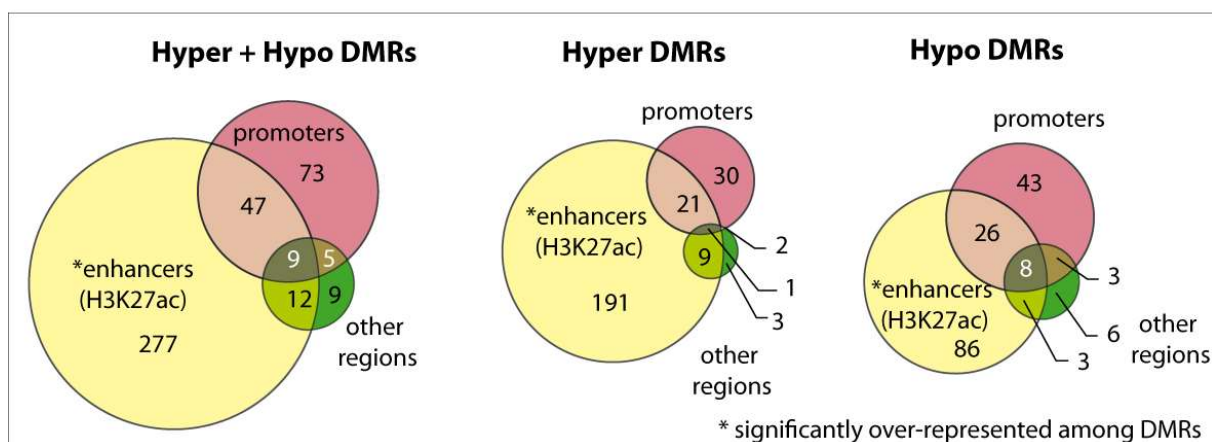 Hyper + Hypo DMRs
promoters
73
47
9
5
*enhancers
(H3K27ac)
12
9
277
other
regions
Hyper DMRs
promoters
30
21
*enhancers
(H3K27ac)
2
9
1
191
3
other
regions
Hypo DMRs
promoters
43
26
8
3
*enhancers
(H3K27ac)
6
other
regions
86
3
* significantly over-represented among DMRs